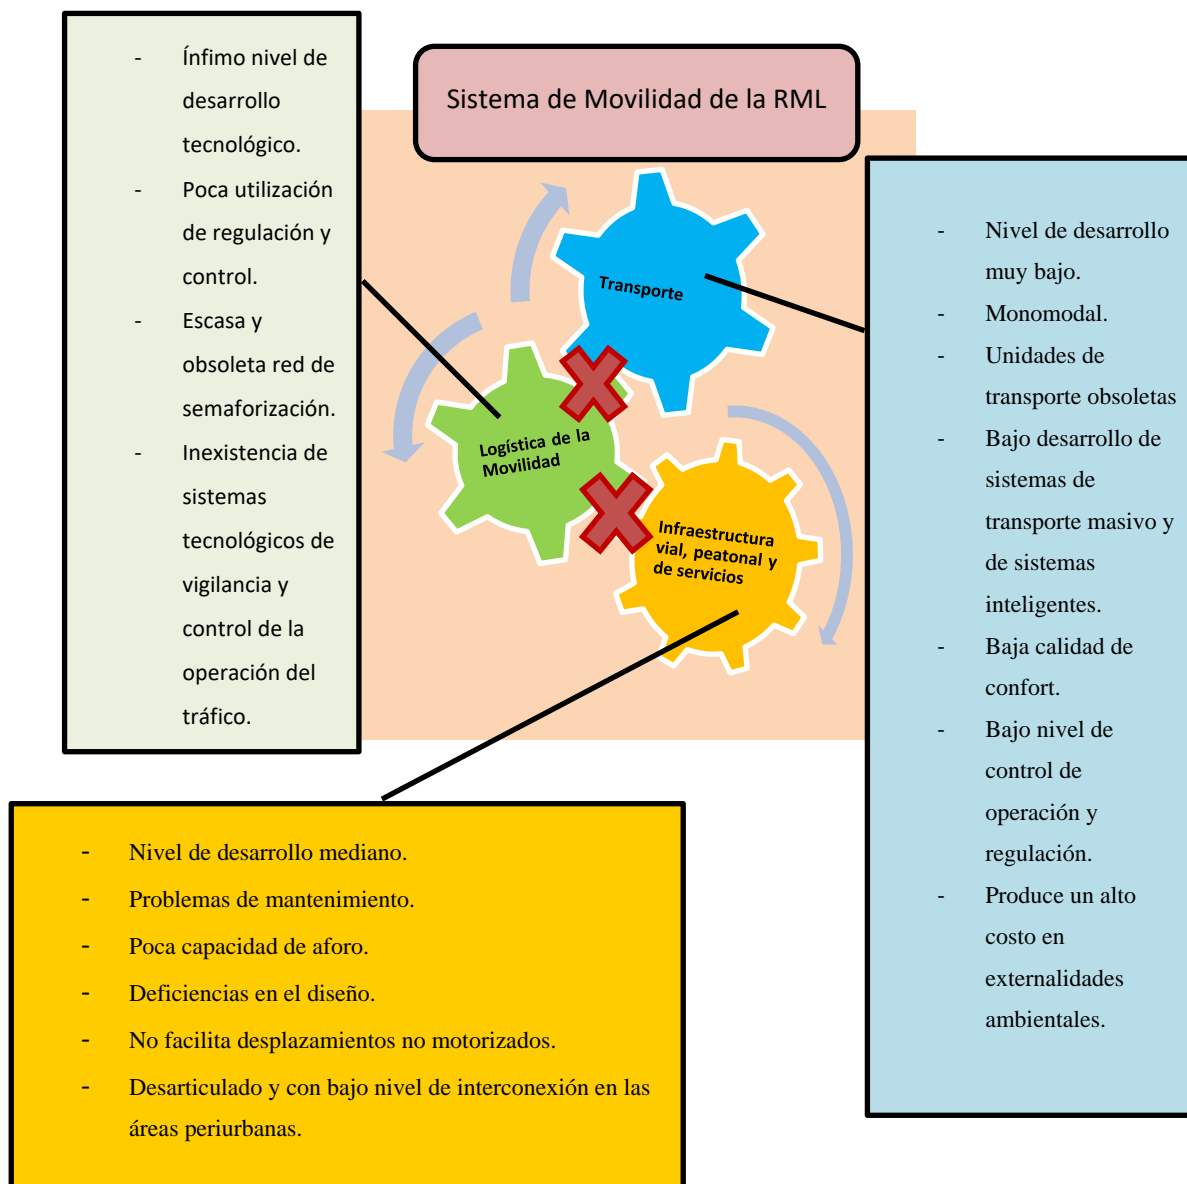 Sistema de Movilidad de la RML
- Ínfimo nivel de
desarrollo
tecnológico.
- Poca utilización
de regulación y
control.
- Escasa y
obsoleta red de
semaforización.
- Inexistencia de
sistemas
tecnológicos de
vigilancia y
control de la
operación del
tráfico.
Transporte
Logística de la
Movilidad
Infraestructura
vial, peatonal y
de servicios
- Nivel de desarrollo
muy bajo.
- Monomodal.
- Unidades de
transporte obsoletas
- Bajo desarrollo de
sistemas de
transporte masivo y
de sistemas
inteligentes.
- Baja calidad de
confort.
- Bajo nivel de
control de
operación y
regulación.
- Produce un alto
costo en
externalidades
ambientales.
- Nivel de desarrollo mediano.
- Problemas de mantenimiento.
- Poca capacidad de aforo.
- Deficiencias en el diseño.
- No facilita desplazamientos no motorizados.
- Desarticulado y con bajo nivel de interconexión en las
áreas periurbanas.